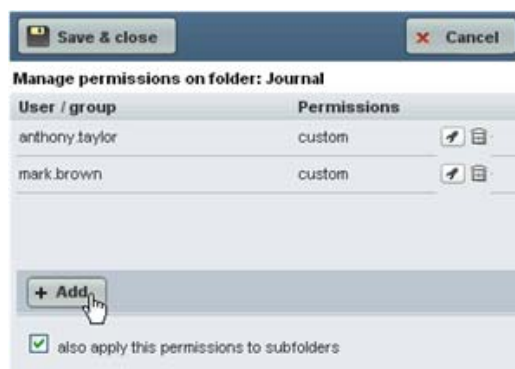 Save & close Cancel
Manage permissions on folder: Journal
User / group Permissions
anthony.taylor custom
mark.brown custom
+ Add
also apply this permissions to subfolders